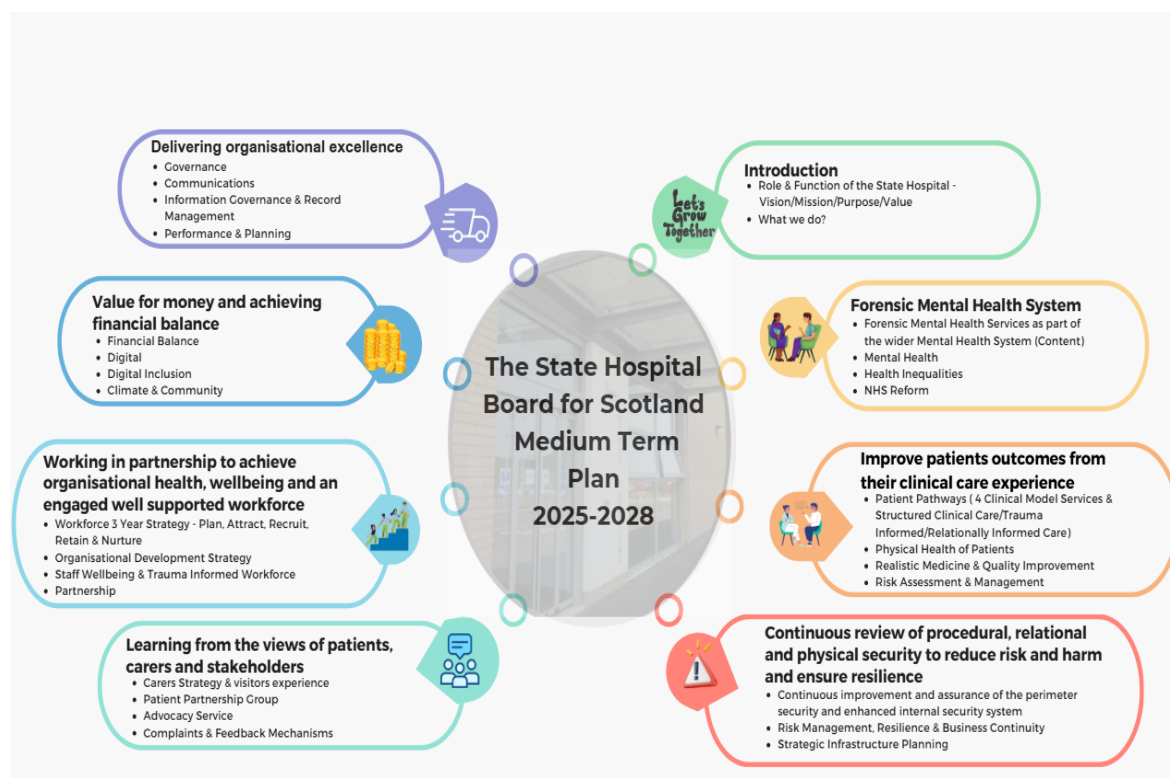 Delivering organisational excellence
• Governance
• Communications
• Information Governance & Record
Management
• Performance & Planning
Let's
Grow
Together
Introduction
• Role & Function of the State Hospital -
Vision/Mission/Purpose/Value
• What we do?
Value for money and achieving
financial balance
• Financial Balance
• Digital
• Digital Inclusion
• Climate & Community
The State Hospital
Board for Scotland
Medium Term
Plan
2025-2028
Forensic Mental Health System
• Forensic Mental Health Services as part of
the wider Mental Health System (Content)
• Mental Health
• Health Inequalities
• NHS Reform
Working in partnership to achieve
organisational health, wellbeing and an
engaged well supported workforce
• Workforce 3 Year Strategy - Plan, Attract, Recruit,
Retain & Nurture
• Organisational Development Strategy
• Staff Wellbeing & Trauma Informed Workforce
• Partnership
Improve patients outcomes from
their clinical care experience
• Patient Pathways ( 4 Clinical Model Services &
Structured Clinical Care/Trauma
Informed/Relationally Informed Care)
• Physical Health of Patients
• Realistic Medicine & Quality Improvement
• Risk Assessment & Management
Learning from the views of patients,
carers and stakeholders
• Carers Strategy & visitors experience
• Patient Partnership Group
• Advocacy Service
• Complaints & Feedback Mechanisms
Continuous review of procedural, relational
and physical security to reduce risk and harm
and ensure resilience
• Continuous improvement and assurance of the perimeter
security and enhanced internal security system
• Risk Management, Resilience & Business Continuity
• Strategic Infrastructure Planning